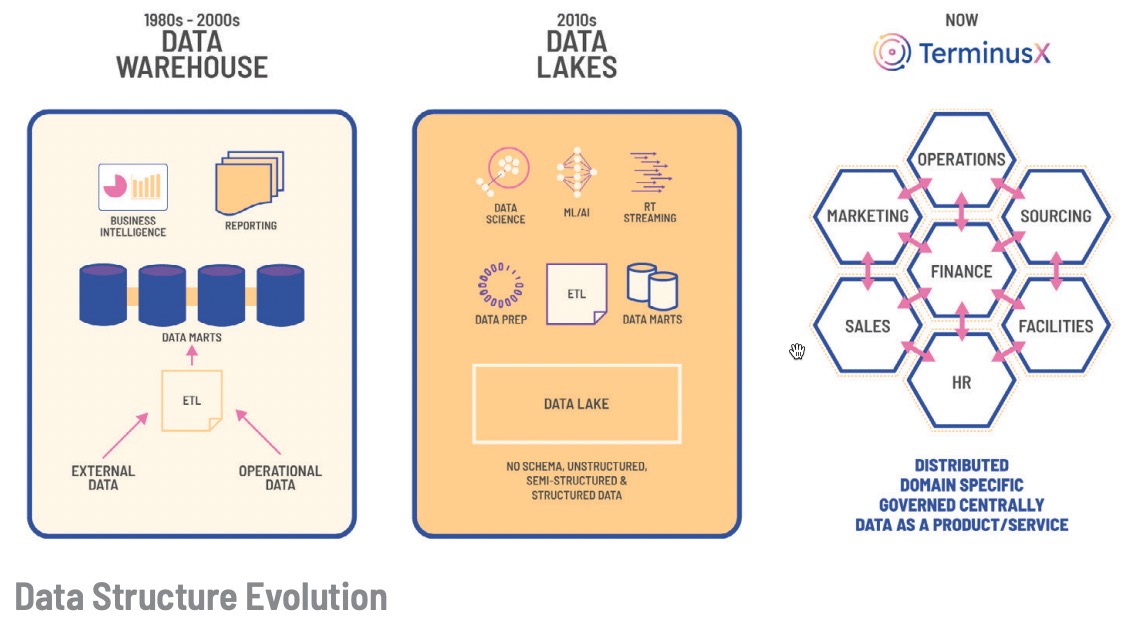 1980s - 2000s
DATA
WAREHOUSE
BUSINESS
INTELLIGENCE
REPORTING
DATA MARTS
ETL
EXTERNAL
DATA
OPERATIONAL
DATA
2010s
DATA
LAKES
DATA
SCIENCE
ML/AI
RT
STREAMING
DATA PREP
ETL
DATA MARTS
DATA LAKE
NO SCHEMA, UNSTRUCTURED,
SEMI-STRUCTURED &
STRUCTURED DATA
NOW
TerminusX
OPERATIONS
MARKETING
SOURCING
FINANCE
SALES
FACILITIES
HR
DISTRIBUTED
DOMAIN SPECIFIC
GOVERNED CENTRALLY
DATA AS A PRODUCT/SERVICE
Data Structure Evolution